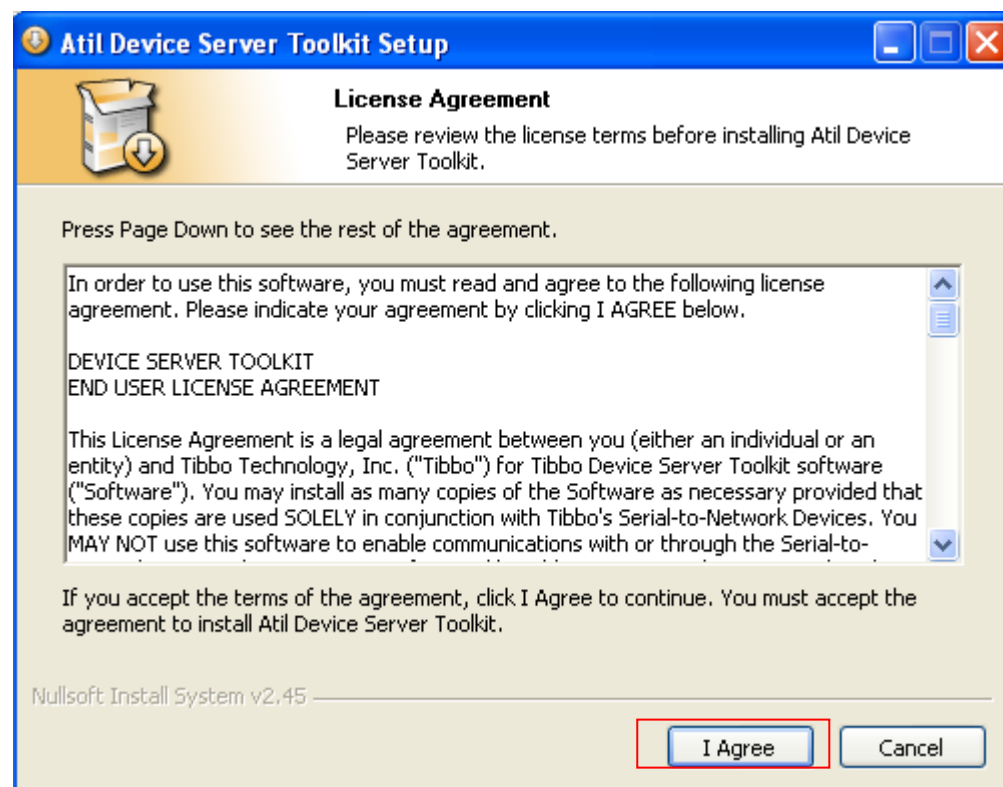 Atil Device Server Toolkit Setup
License Agreement
Please review the license terms before installing Atil Device
Server Toolkit.
Press Page Down to see the rest of the agreement.
In order to use this software, you must read and agree to the following license
agreement. Please indicate your agreement by clicking I AGREE below.
DEVICE SERVER TOOLKIT
END USER LICENSE AGREEMENT
This License Agreement is a legal agreement between you (either an individual or an
entity) and Tibbo Technology, Inc. ("Tibbo") for Tibbo Device Server Toolkit software
("Software"). You may install as many copies of the Software as necessary provided that
these copies are used SOLELY in conjunction with Tibbo's Serial-to-Network Devices. You
MAY NOT use this software to enable communications with or through the Serial-to-
If you accept the terms of the agreement, click I Agree to continue. You must accept the
agreement to install Atil Device Server Toolkit.
Nullsoft Install System v2.45
I Agree
Cancel